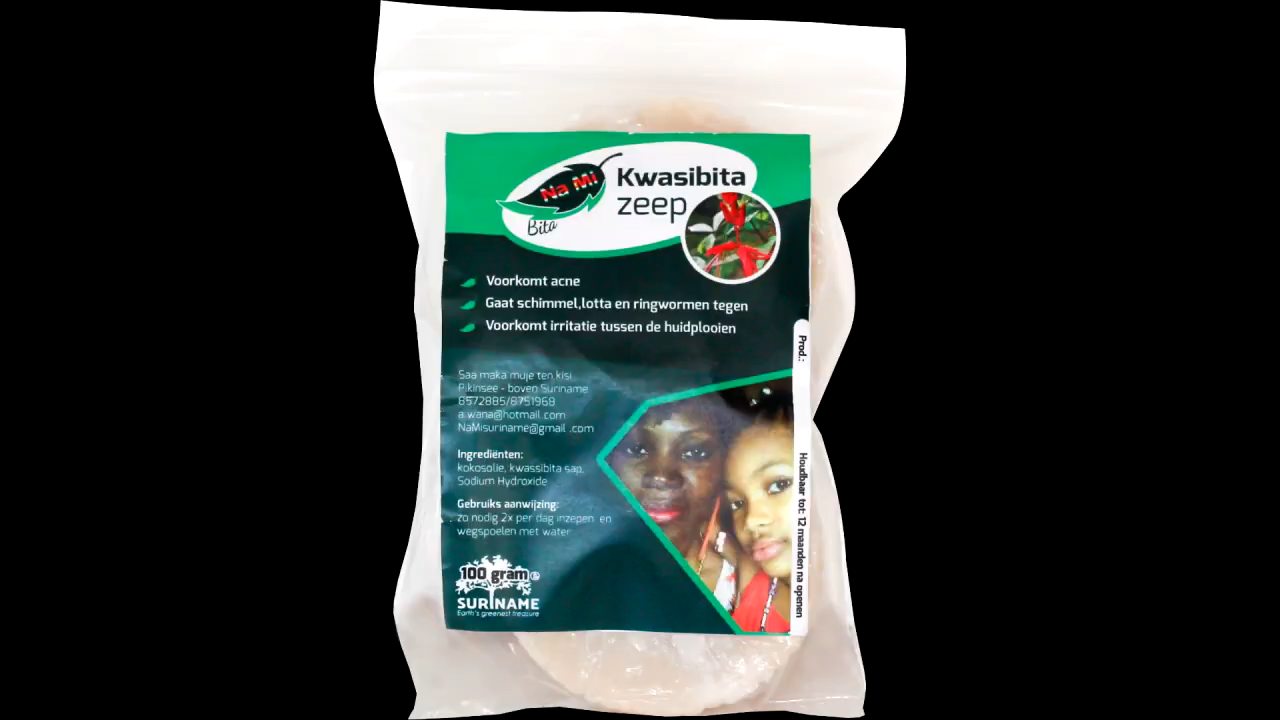 Na Mi
Bita
Kwasibita
zeep
Voorkomt acne
Gaat schimmel,lotta en ringwormen tegen
Voorkomt irritatie tussen de huidplooien
Saa maka muje ten kisi
Pikinsee - boven Suriname
8572885/8751968
a.wana@hotmail.com
NaMisuriname@gmail .com
Ingrediënten:
kokosolie, kwassibita sap,
Sodium Hydroxide
Gebruiks aanwijzing:
zo nodig 2x per dag inzepen en
wegspoelen met water
100 gram
SURINAME
Earth's greenest treasure
Prod.:
Houdbaar tot: 12 maanden na openen